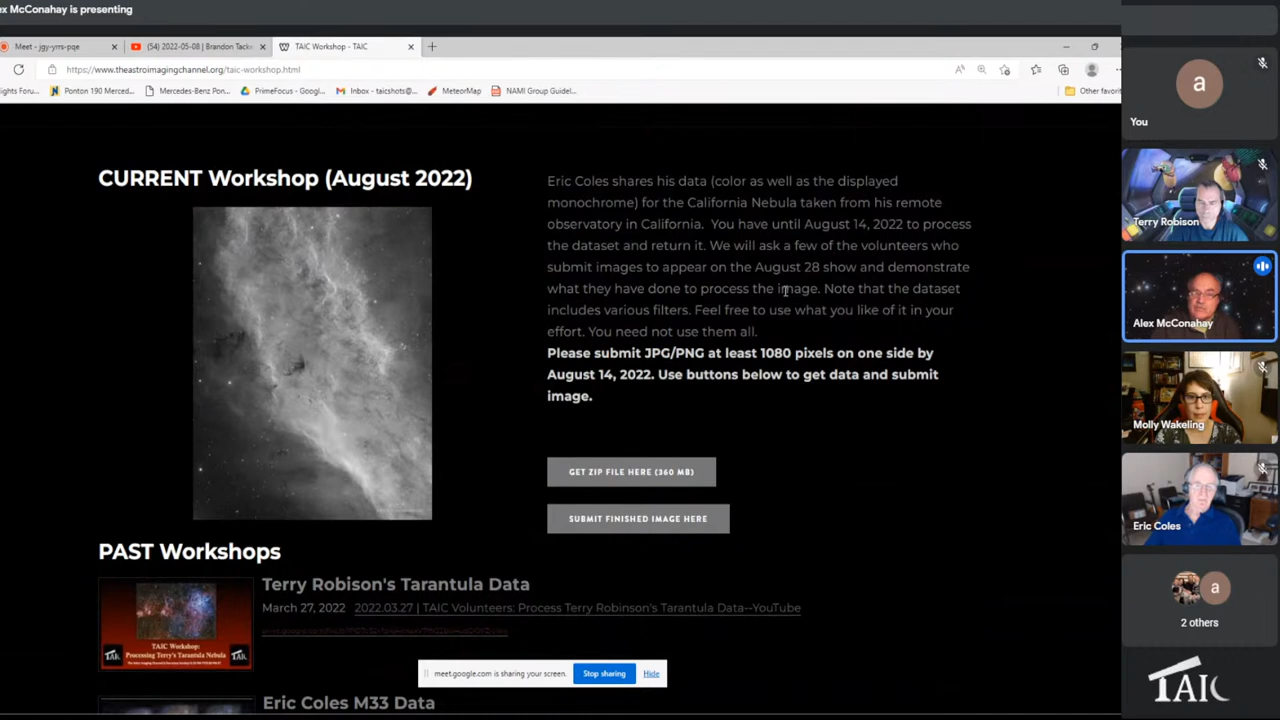 ex McConahay is presenting
Meet - jgy-yrrs-pqe
(54) 2022-05-08 | Brandon Tacke
TAIC Workshop - TAIC
https://www.theastroimagingchannel.org/taic-workshop.html
ights Foru...
Ponton 190 Merced...
Mercedes-Benz Pon...
PrimeFocus - Googl...
Inbox - taicshots@...
MeteorMap
NAMI Group Guidel...
Other favori
CURRENT Workshop (August 2022)
Eric Coles shares his data (color as well as the displayed
monochrome) for the California Nebula taken from his remote
observatory in California. You have until August 14, 2022 to process
the dataset and return it. We will ask a few of the volunteers who
submit images to appear on the August 28 show and demonstrate
what they have done to process the image. Note that the dataset
includes various filters. Feel free to use what you like of it in your
effort. You need not use them all.
Please submit JPG/PNG at least 1080 pixels on one side by
August 14, 2022. Use buttons below to get data and submit
image.
GET ZIP FILE HERE (360 MB)
SUBMIT FINISHED IMAGE HERE
PAST Workshops
TAIC Workshop:
Processing Terry's Tarantula Nebula
TAIC
TAIC
Terry Robison's Tarantula Data
March 27, 2022 2022.03.27 | TAIC Volunteers: Process Terry Robinson's Tarantula Data--YouTube
Eric Coles M33 Data
meet.google.com is sharing your screen.
Stop sharing
Hide
a
You
Terry Robison
Alex McConahay
Molly Wakeling
Eric Coles
a
2 others
TAIC